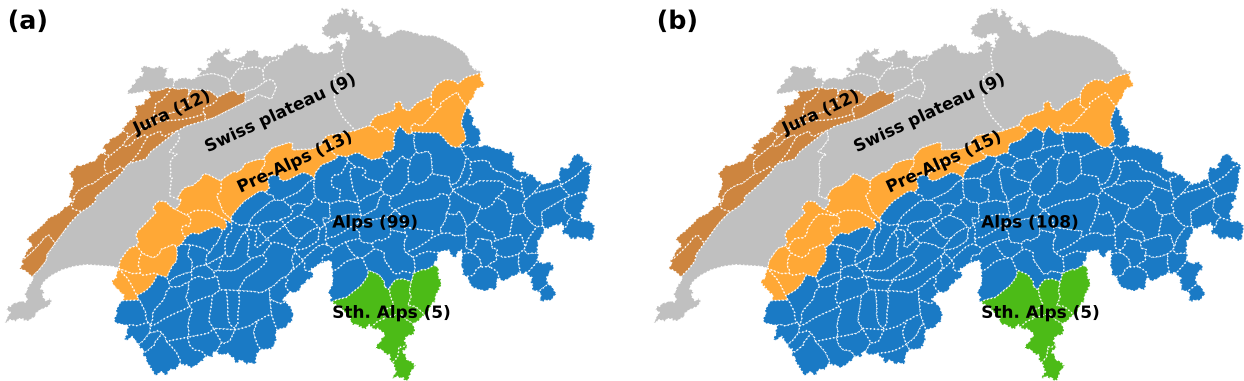 (a)
Jura (12)
Swiss plateau (9)
Pre-Alps (13)
Alps (99)
Sth. Alps (5)
(b)
Jura (12)
Swiss plateau (9)
Pre-Alps (15)
Alps (108)
Sth. Alps (5)